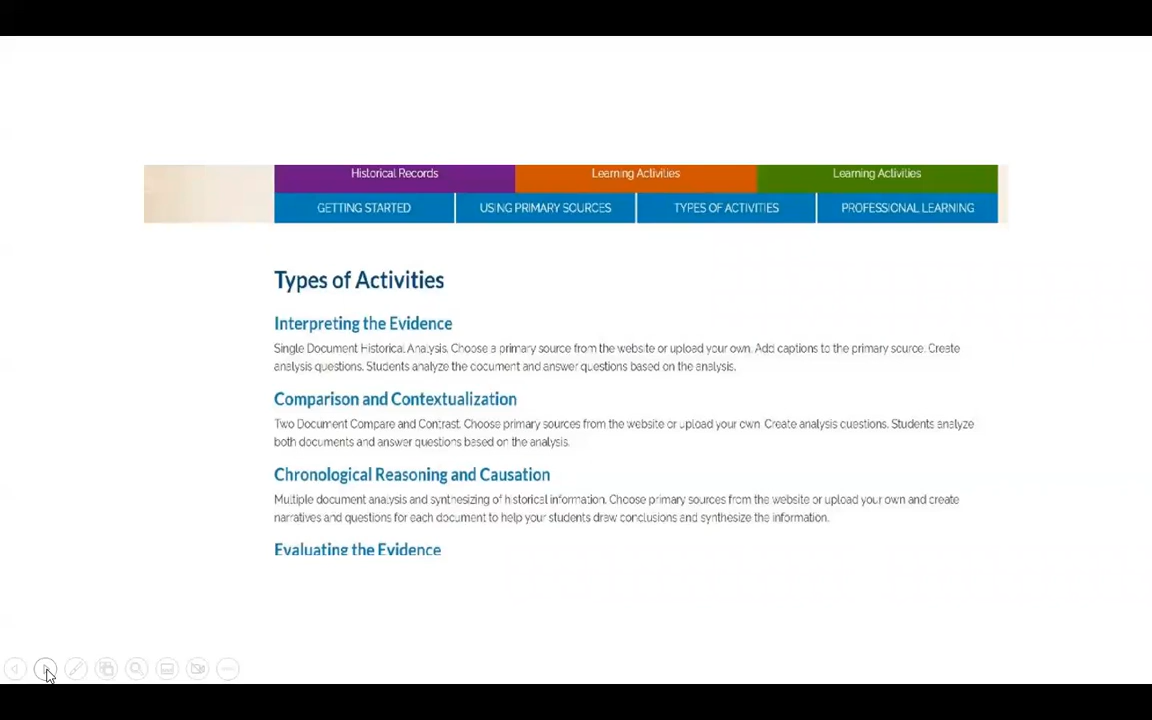 Historical Records
Learning Activities
Learning Activities
GETTING STARTED
USING PRIMARY SOURCES
TYPES OF ACTIVITIES
PROFESSIONAL LEARNING
Types of Activities
Interpreting the Evidence
Single Document Historical Analysis. Choose a primary source from the website or upload your own. Add captions to the primary source. Create
analysis questions. Students analyze the document and answer questions based on the analysis.
Comparison and Contextualization
Two Document Compare and Contrast. Choose primary sources from the website or upload your own. Create analysis questions. Students analyze
both documents and answer questions based on the analysis.
Chronological Reasoning and Causation
Multiple document analysis and synthesizing of historical information. Choose primary sources from the website or upload your own and create
narratives and questions for each document to help your students draw conclusions and synthesize the information.
Evaluating the Evidence